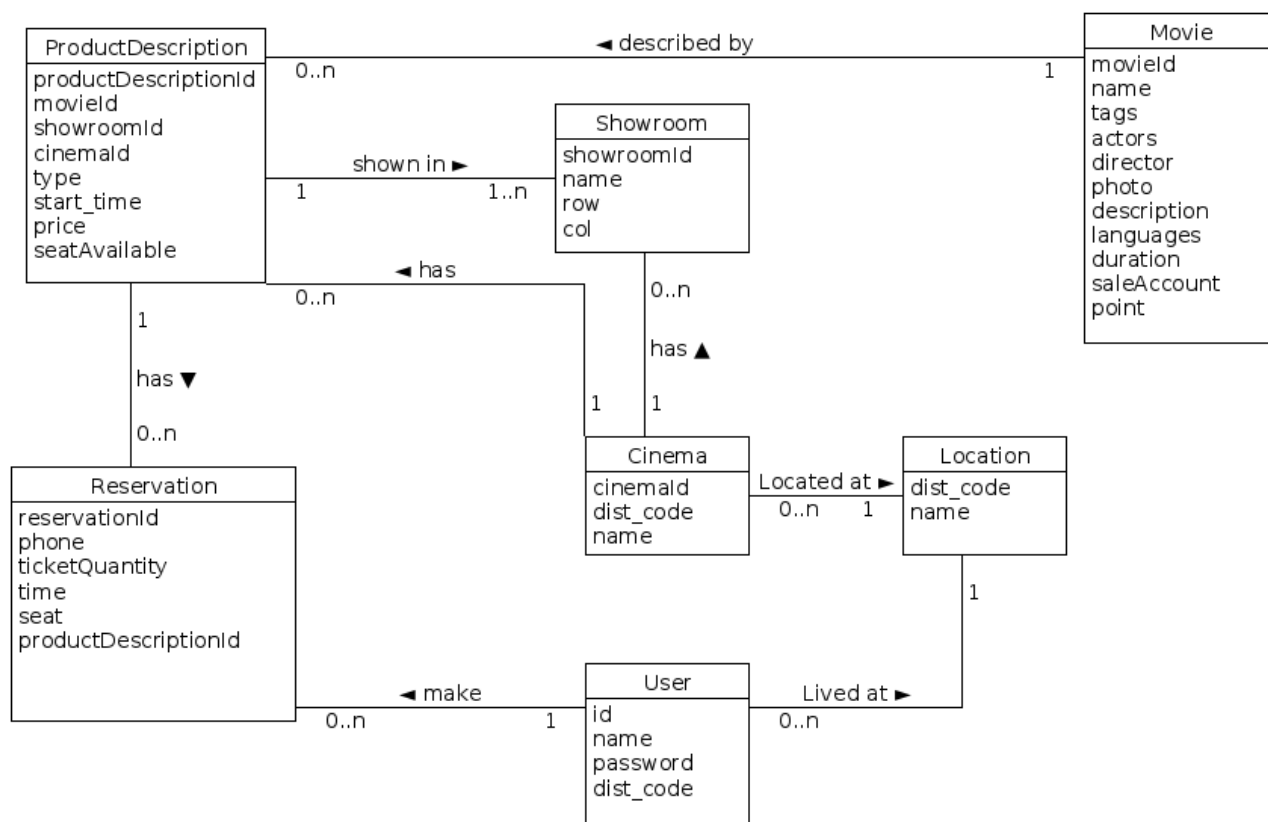 ProductDescription
productDescriptionId
movieId
showroomId
cinemaId
type
start_time
price
seatAvailable
◄ described by
0..n
1
Movie
movieId
name
tags
actors
director
photo
description
languages
duration
saleAccount
point
Showroom
showroomId
name
row
col
shown in ►
1
1..n
◄ has
0..n
1
0..n
has ▲
1
1
has ▼
0..n
Cinema
cinemaId
dist_code
name
Located at ►
0..n
1
Location
dist_code
name
Reservation
reservationId
phone
ticketQuantity
time
seat
productDescriptionId
◄ make
0..n
1
User
id
name
password
dist_code
Lived at ►
0..n
1